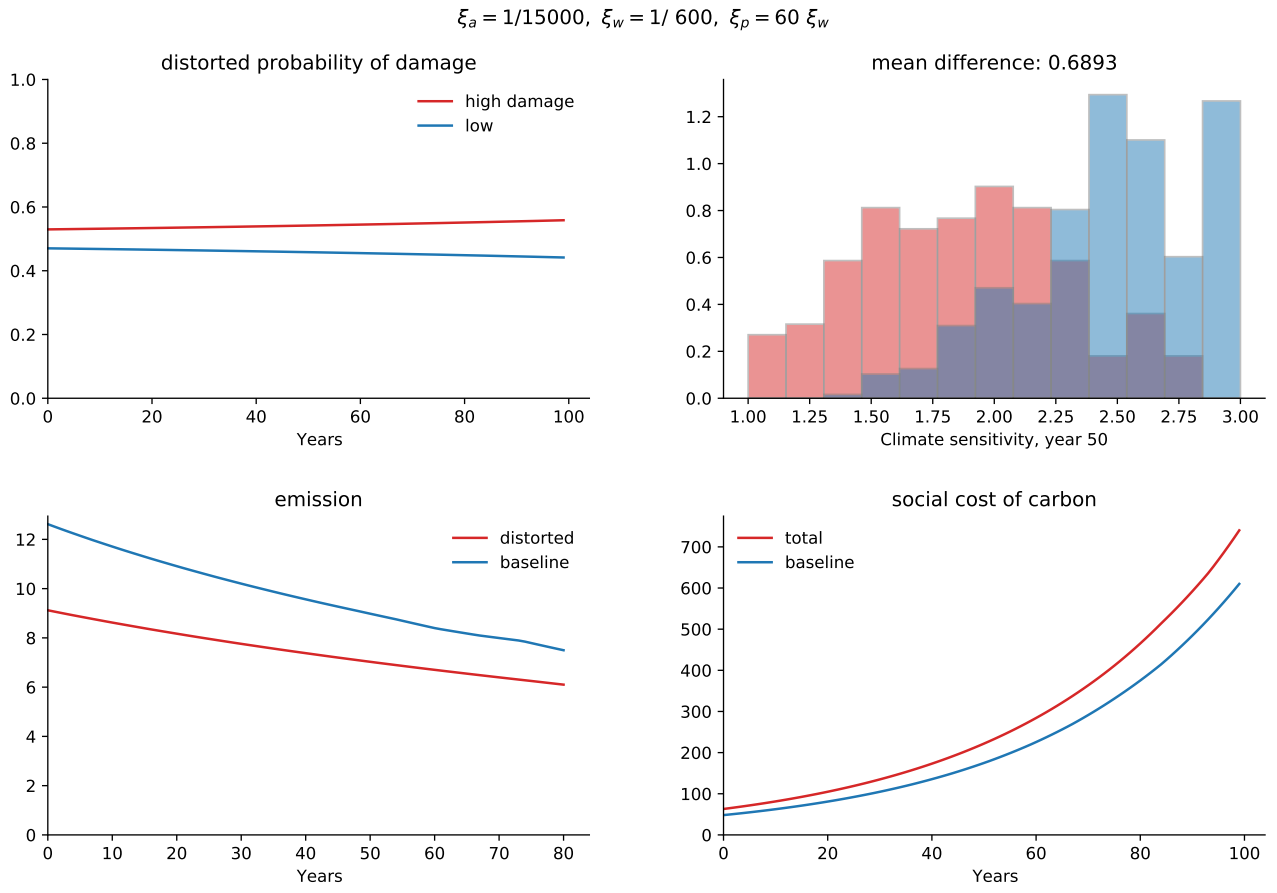 ξₐ = 1/15000, ξ_w = 1/ 600, ξ_p = 60 ξ_w
distorted probability of damage
1.0
0.8
0.6
0.4
0.2
0.0
high damage
low
0 20 40 60 80 100
Years
mean difference: 0.6893
1.2
1.0
0.8
0.6
0.4
0.2
0.0
1.00 1.25 1.50 1.75 2.00 2.25 2.50 2.75 3.00
Climate sensitivity, year 50
emission
12
10
8
6
4
2
0
distorted
baseline
0 10 20 30 40 50 60 70 80
Years
social cost of carbon
total
baseline
700
600
500
400
300
200
100
0
0 20 40 60 80 100
Years